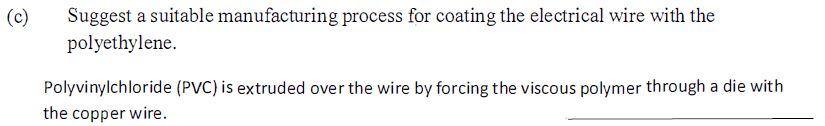 (c) Suggest a suitable manufacturing process for coating the electrical wire with the
polyethylene.
Polyvinylchloride (PVC) is extruded over the wire by forcing the viscous polymer through a die with
the copper wire.